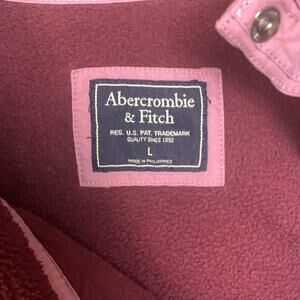 Abercrombie
& Fitch
REG. U.S. PAT. TRADEMARK
QUALITY SINCE 1892
L
MADE IN PHILIPPINES